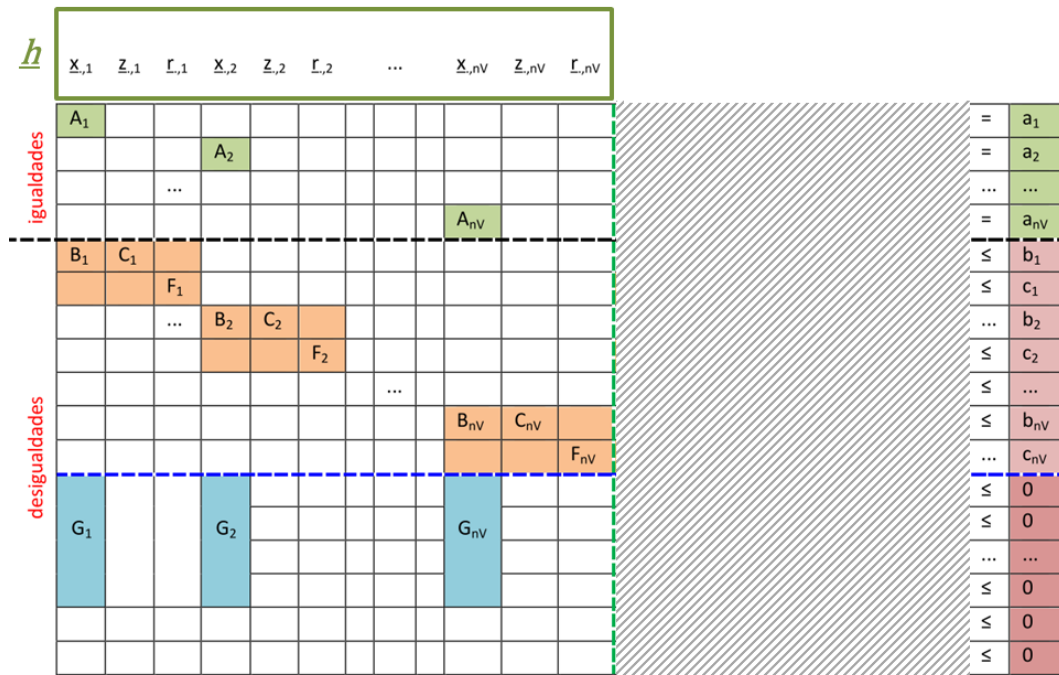 h
x.,1 z.,1 r.,1 x.,2 z.,2 r.,2 ... x.,nV z.,nV r.,nV
igualdades
A1 = a1
A2 = a2
... ... ...
AnV = anV
desigualdades
B1 C1 ≤ b1
F1 ≤ c1
... B2 C2 ... b2
F2 ≤ c2
... ≤ ...
BnV CnV ≤ bnV
FnV ... cnV
≤ 0
G1 G2 GnV ≤ 0
... ...
≤ 0
≤ 0
≤ 0